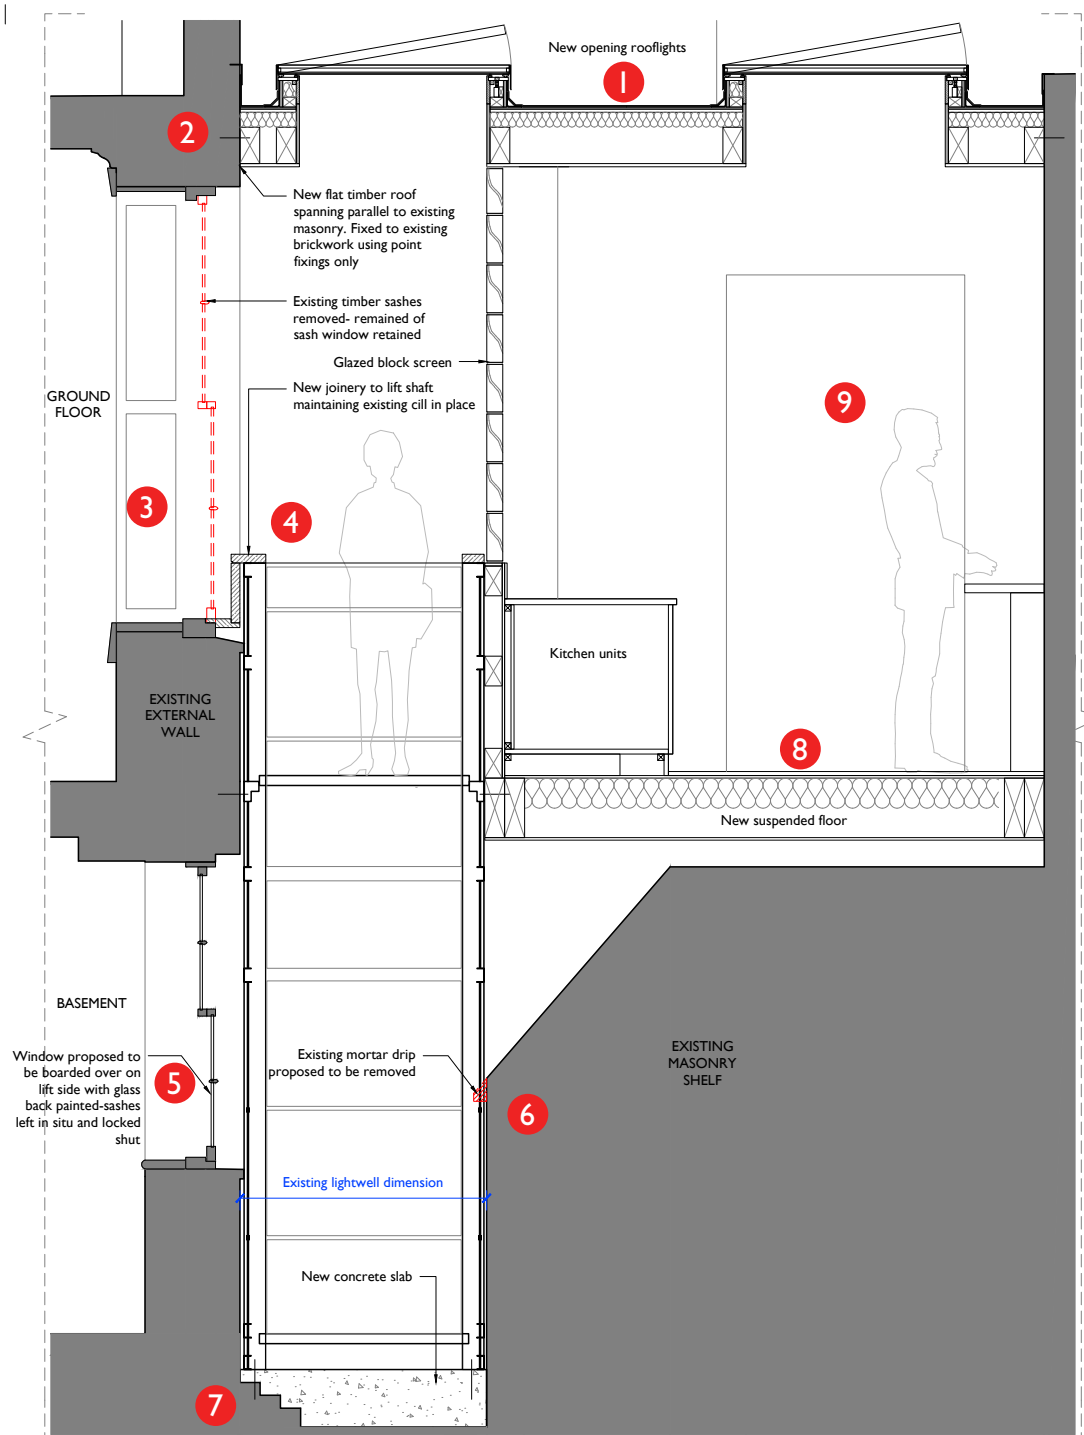 New opening rooflights
1
2
New flat timber roof
spanning parallel to existing
masonry. Fixed to existing
brickwork using point
fixings only
Existing timber sashes
removed- remained of
sash window retained
Glazed block screen
New joinery to lift shaft
maintaining existing cill in place
GROUND
FLOOR
9
3
4
Kitchen units
EXISTING
EXTERNAL
WALL
8
New suspended floor
BASEMENT
Window proposed to
be boarded over on
lift side with glass
back painted-sashes
left in situ and locked
shut
5
Existing mortar drip
proposed to be removed
6
EXISTING
MASONRY
SHELF
Existing lightwell dimension
New concrete slab
7